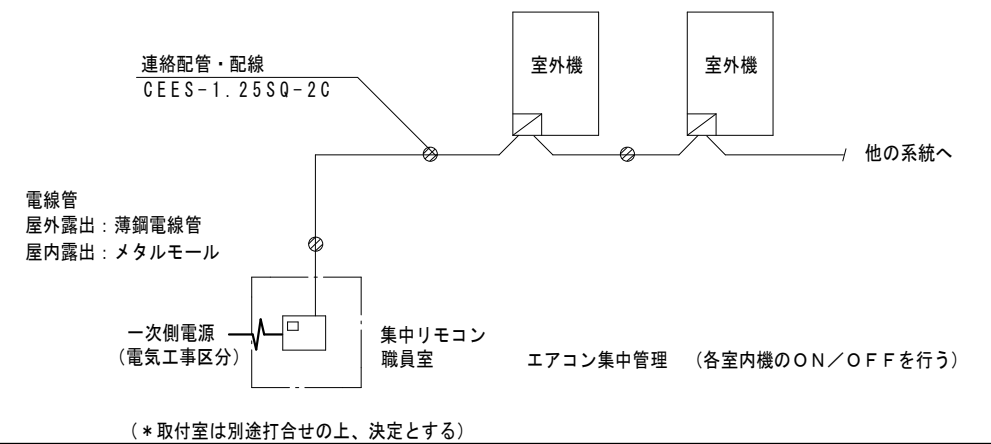 連絡配管・配線
CEES-1.25SQ-2C
室外機
室外機
他の系統へ
電線管
屋外露出：薄鋼電線管
屋内露出：メタルモール
一次側電源
（電気工事区分）
集中リモコン
職員室
エアコン集中管理　（各室内機のＯＮ／ＯＦＦを行う）
（＊取付室は別途打合せの上、決定とする）